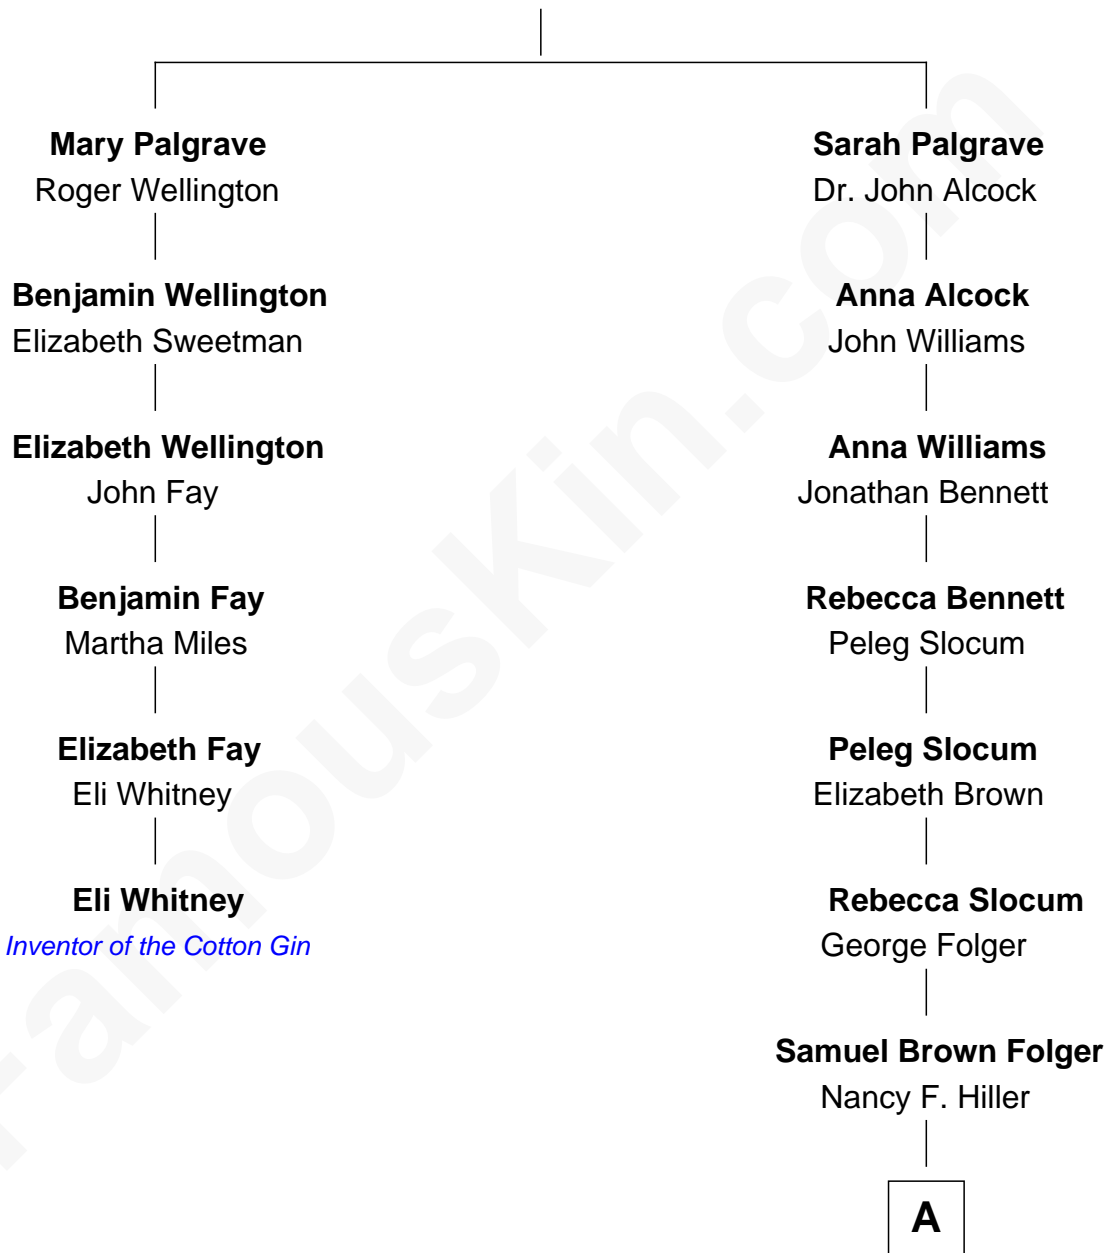 Mary Palgrave
Roger Wellington
Benjamin Wellington
Elizabeth Sweetman
Elizabeth Wellington
John Fay
Benjamin Fay
Martha Miles
Elizabeth Fay
Eli Whitney
Eli Whitney
Inventor of the Cotton Gin
Sarah Palgrave
Dr. John Alcock
Anna Alcock
John Williams
Anna Williams
Jonathan Bennett
Rebecca Bennett
Peleg Slocum
Peleg Slocum
Elizabeth Brown
Rebecca Slocum
George Folger
Samuel Brown Folger
Nancy F. Hiller
A
FamousKin.com